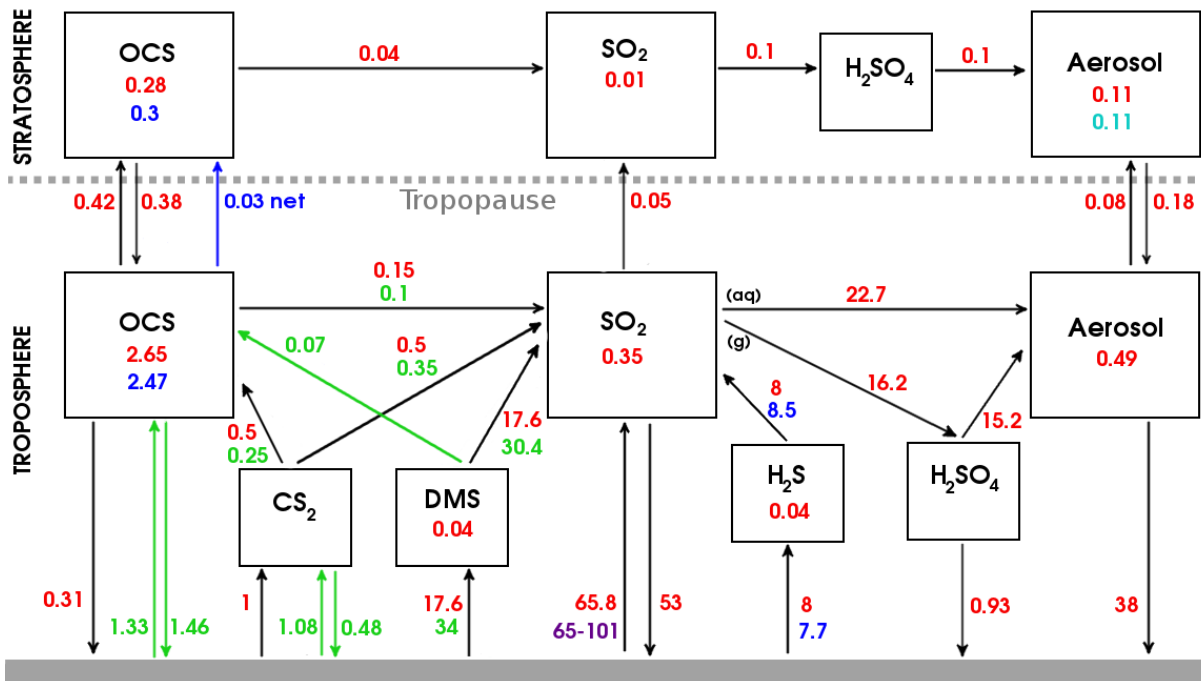 STRATOSPHERE
OCS
0.28
0.3
0.04
SO2
0.01
0.1
H2SO4
0.1
Aerosol
0.11
0.11
0.42
0.38
0.03 net
Tropopause
0.05
0.08
0.18
TROPOSPHERE
OCS
2.65
2.47
0.15
0.1
0.07
0.5
0.35
SO2
0.35
(aq)
22.7
(g)
16.2
Aerosol
0.49
0.5
0.25
17.6
30.4
8
8.5
15.2
CS2
DMS
0.04
H2S
0.04
H2SO4
0.31
1.33
1.46
1
1.08
0.48
17.6
34
65.8
65-101
53
8
7.7
0.93
38